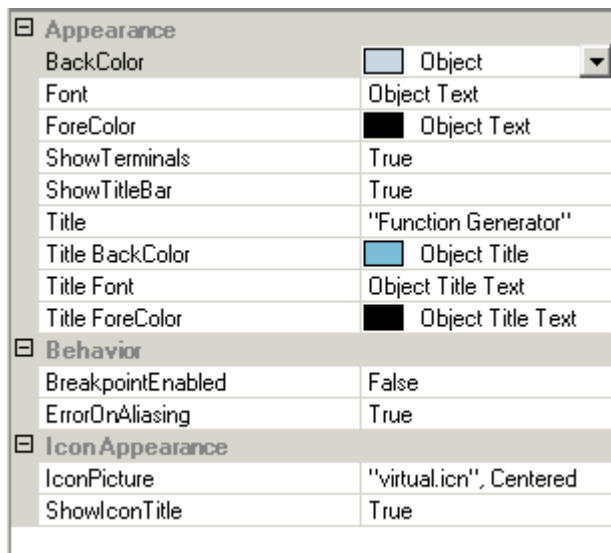 Appearance
BackColor Object
Font Object Text
ForeColor Object Text
ShowTerminals True
ShowTitleBar True
Title "Function Generator"
Title BackColor Object Title
Title Font Object Title Text
Title ForeColor Object Title Text
Behavior
BreakpointEnabled False
ErrorOnAliasing True
Icon Appearance
IconPicture "virtual.icn", Centered
ShowIconTitle True